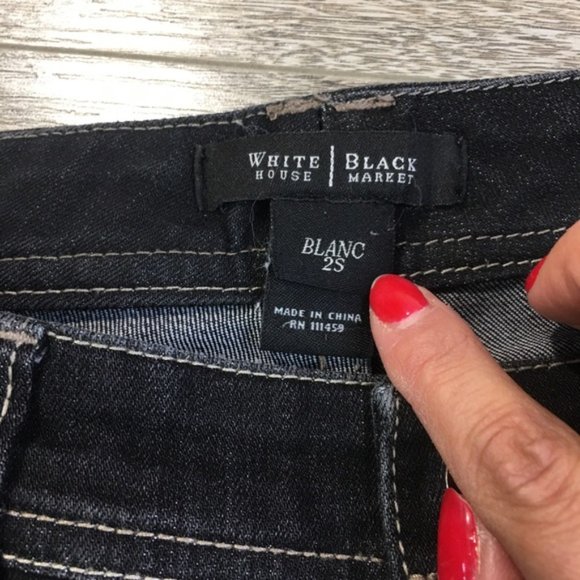 WHITE | BLACK
HOUSE | MARKET
BLANC
2S
MADE IN CHINA
RN 111459